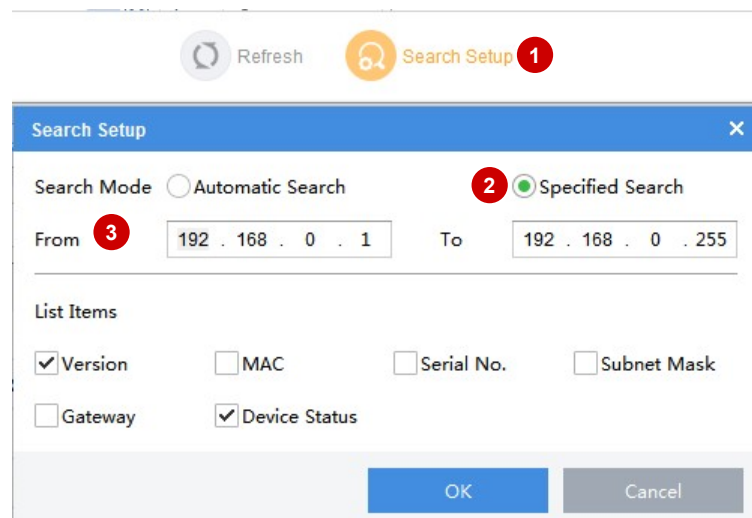 Refresh
Search Setup 1
Search Setup
Search Mode Automatic Search 2 Specified Search
From 3 192 . 168 . 0 . 1 To 192 . 168 . 0 . 255
List Items
Version MAC Serial No. Subnet Mask
Gateway Device Status
OK Cancel